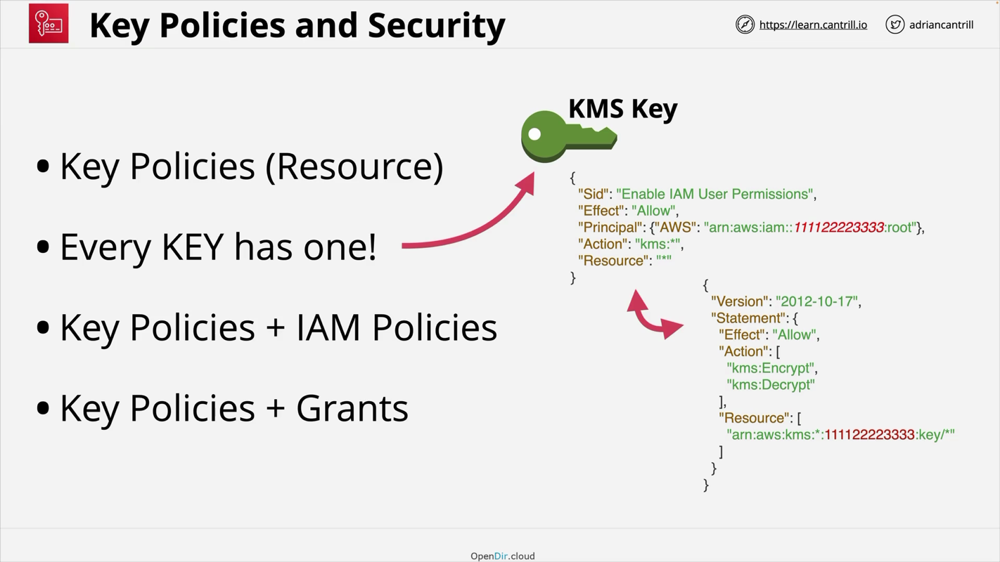 Key Policies and Security
https://learn.cantrill.io
adriancantrill
• Key Policies (Resource)
• Every KEY has one!
• Key Policies + IAM Policies
• Key Policies + Grants
KMS Key
{
"Sid": "Enable IAM User Permissions",
"Effect": "Allow",
"Principal": {"AWS": "arn:aws:iam::111122223333:root"},
"Action": "kms:*",
"Resource": "*"
}
{
"Version": "2012-10-17",
"Statement": {
"Effect": "Allow",
"Action": [
"kms:Encrypt",
"kms:Decrypt"
],
"Resource": [
"arn:aws:kms:*:111122223333:key/*"
]
}
}
OpenDir.cloud